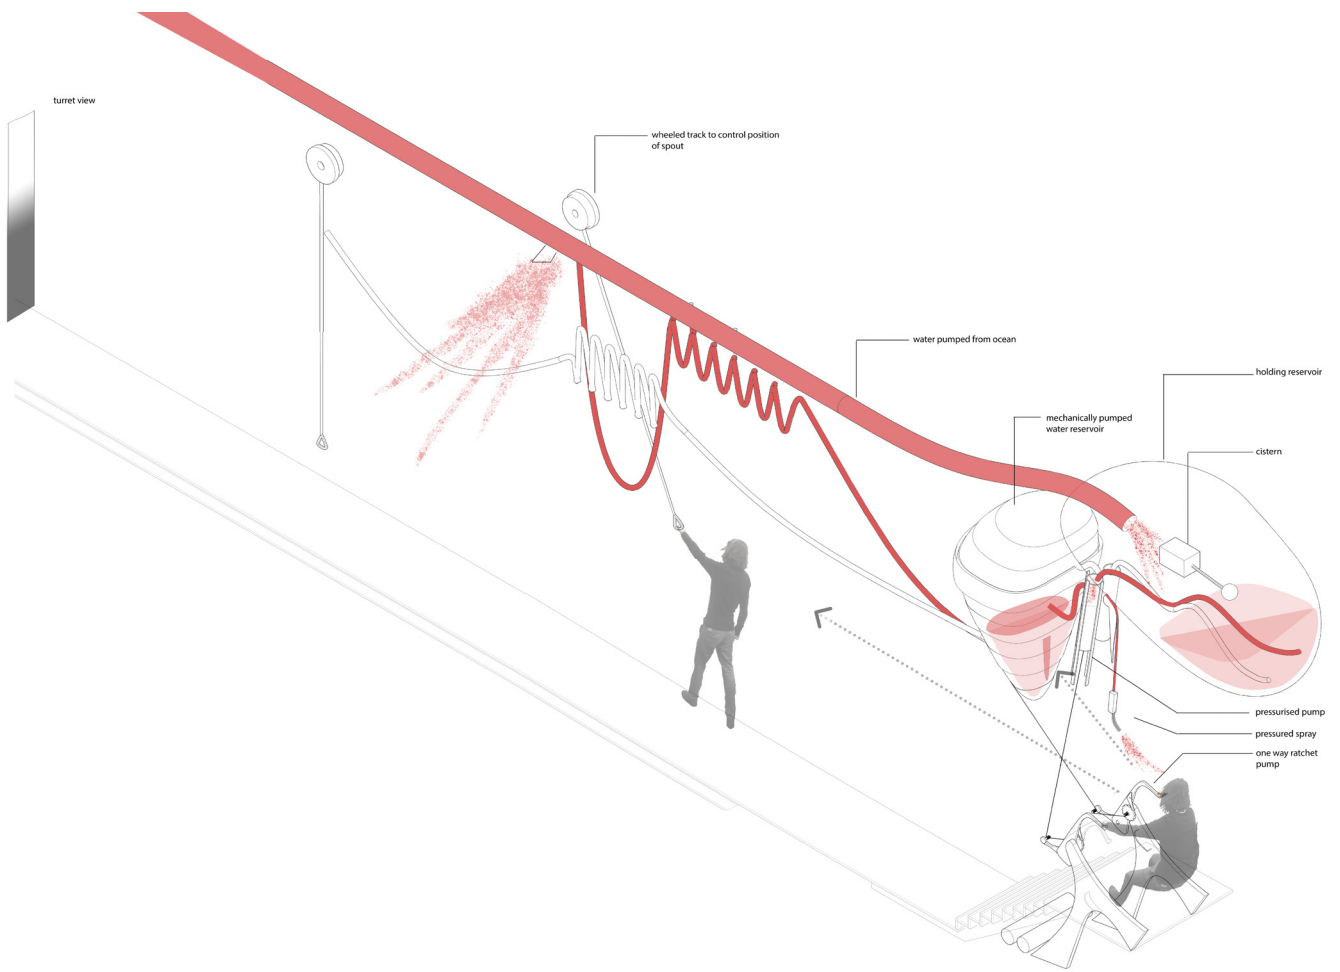 turret view
wheeled track to control position
of spout
water pumped from ocean
holding reservoir
mechanically pumped
water reservoir
cistern
pressurised pump
pressured spray
one way ratchet
pump